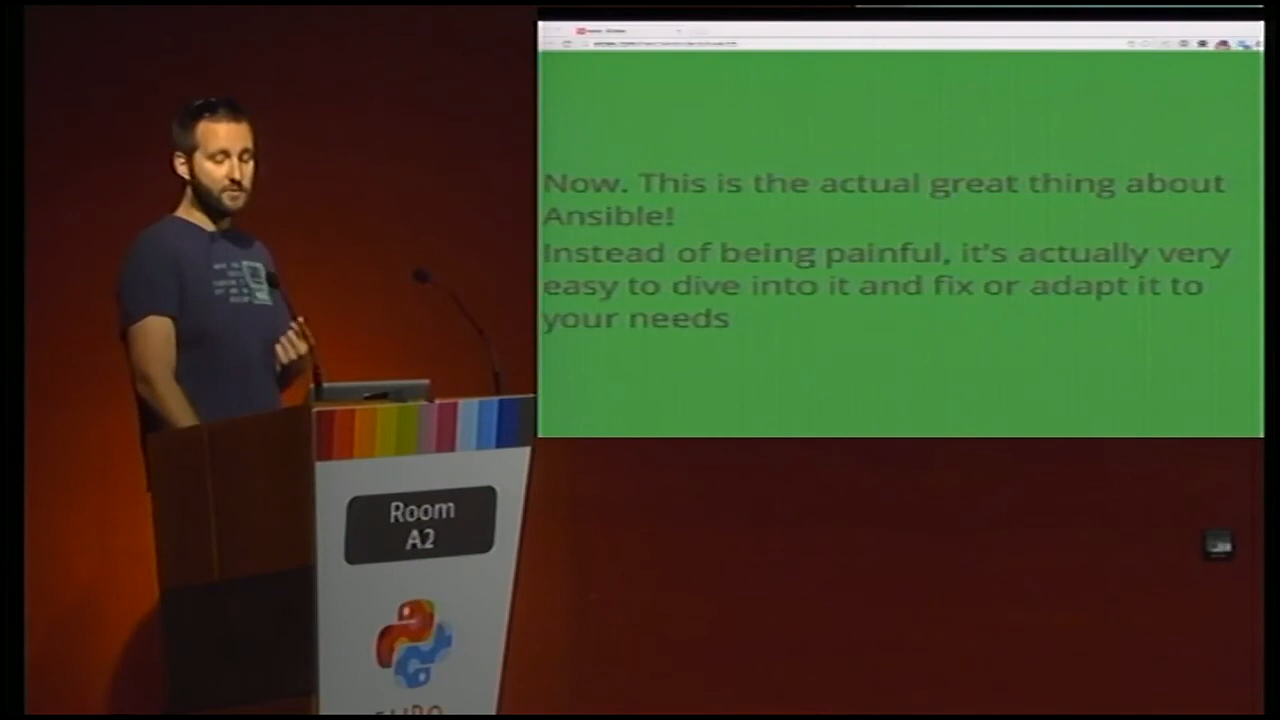 Now. This is the actual great thing about
Ansible!
Instead of being painful, it's actually very
easy to dive into it and fix or adapt it to
your needs
Room
A2
EURO